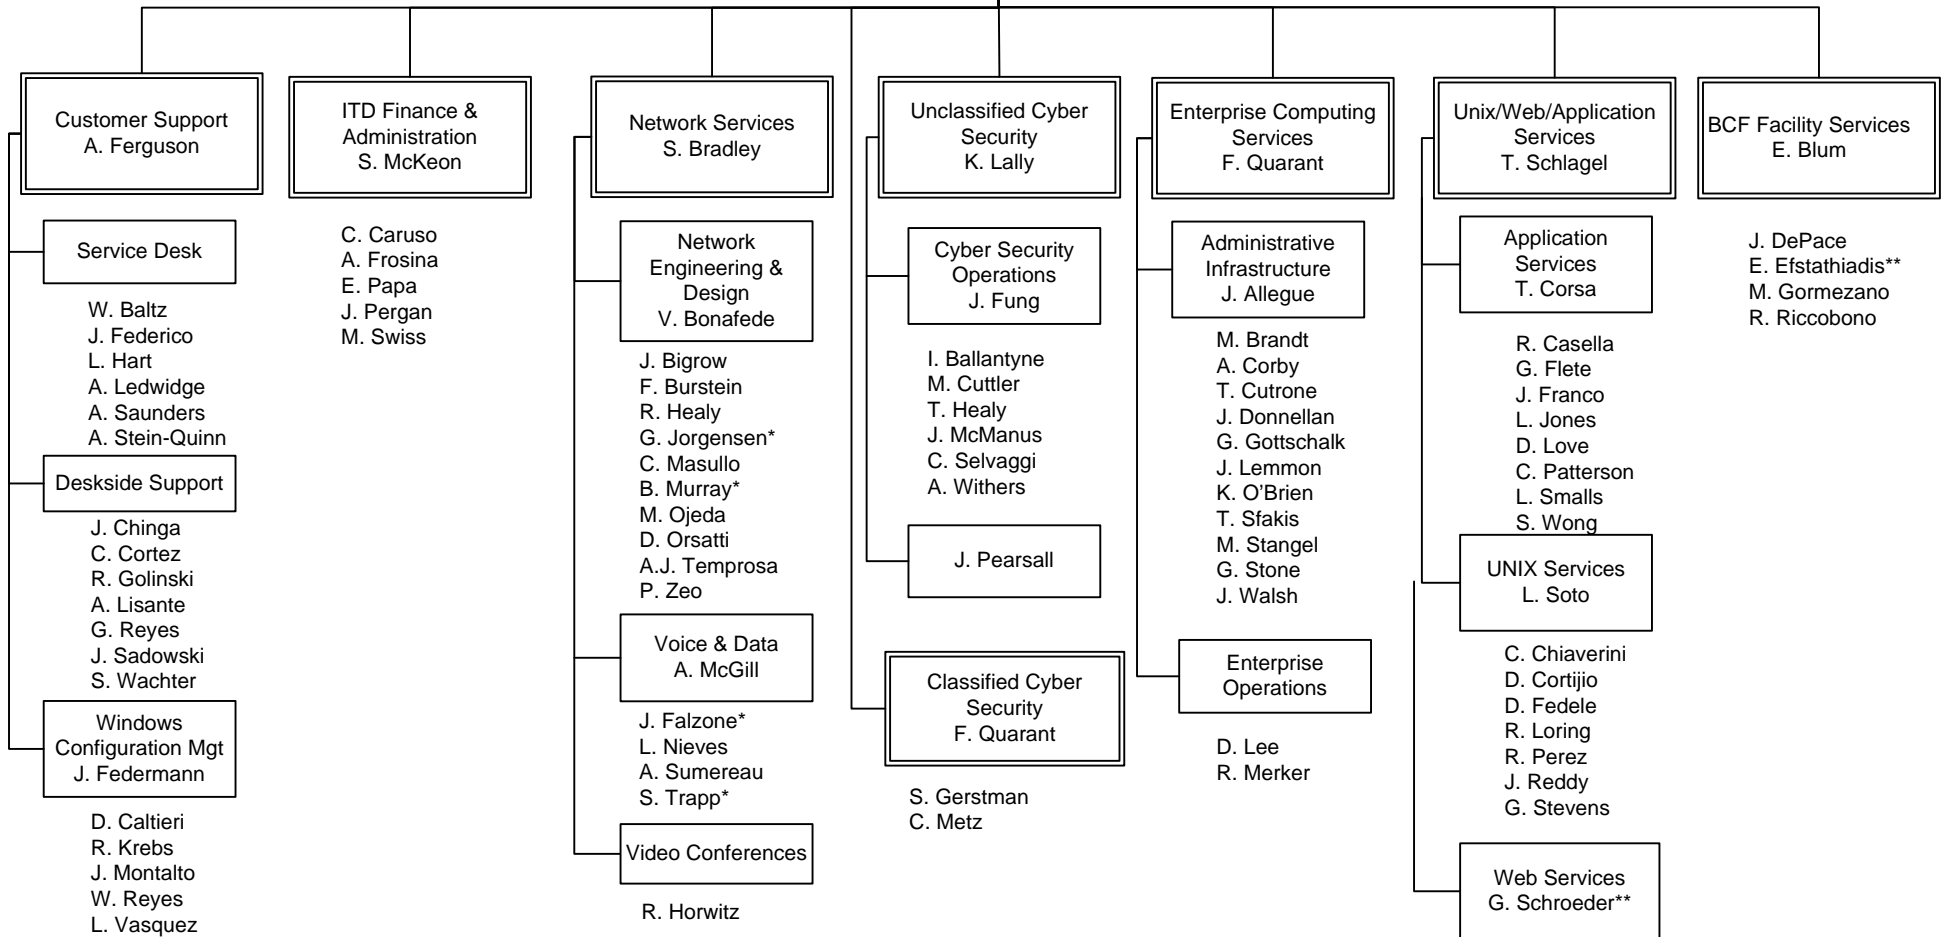 Customer Support
A. Ferguson
Service Desk
W. Baltz
J. Federico
L. Hart
A. Ledwidge
A. Saunders
A. Stein-Quinn
Deskside Support
J. Chinga
C. Cortez
R. Golinski
A. Lisante
G. Reyes
J. Sadowski
S. Wachter
Windows
Configuration Mgt
J. Federmann
D. Caltieri
R. Krebs
J. Montalto
W. Reyes
L. Vasquez
ITD Finance &
Administration
S. McKeon
C. Caruso
A. Frosina
E. Papa
J. Pergan
M. Swiss
Network Services
S. Bradley
Network
Engineering &
Design
V. Bonafede
J. Bigrow
F. Burstein
R. Healy
G. Jorgensen*
C. Masullo
B. Murray*
M. Ojeda
D. Orsatti
A.J. Temprosa
P. Zeo
Voice & Data
A. McGill
J. Falzone*
L. Nieves
A. Sumereau
S. Trapp*
Video Conferences
R. Horwitz
Unclassified Cyber
Security
K. Lally
Cyber Security
Operations
J. Fung
I. Ballantyne
M. Cuttler
T. Healy
J. McManus
C. Selvaggi
A. Withers
J. Pearsall
Classified Cyber
Security
F. Quarant
S. Gerstman
C. Metz
Enterprise Computing
Services
F. Quarant
Administrative
Infrastructure
J. Allegue
M. Brandt
A. Corby
T. Cutrone
J. Donnellan
G. Gottschalk
J. Lemmon
K. O’Brien
T. Sfakis
M. Stangel
G. Stone
J. Walsh
Enterprise
Operations
D. Lee
R. Merker
Unix/Web/Application
Services
T. Schlagel
Application
Services
T. Corsa
R. Casella
G. Flete
J. Franco
L. Jones
D. Love
C. Patterson
L. Smalls
S. Wong
UNIX Services
L. Soto
C. Chiaverini
D. Cortijio
D. Fedele
R. Loring
R. Perez
J. Reddy
G. Stevens
Web Services
G. Schroeder**
BCF Facility Services
E. Blum
J. DePace
E. Efstathiadis**
M. Gormezano
R. Riccobono